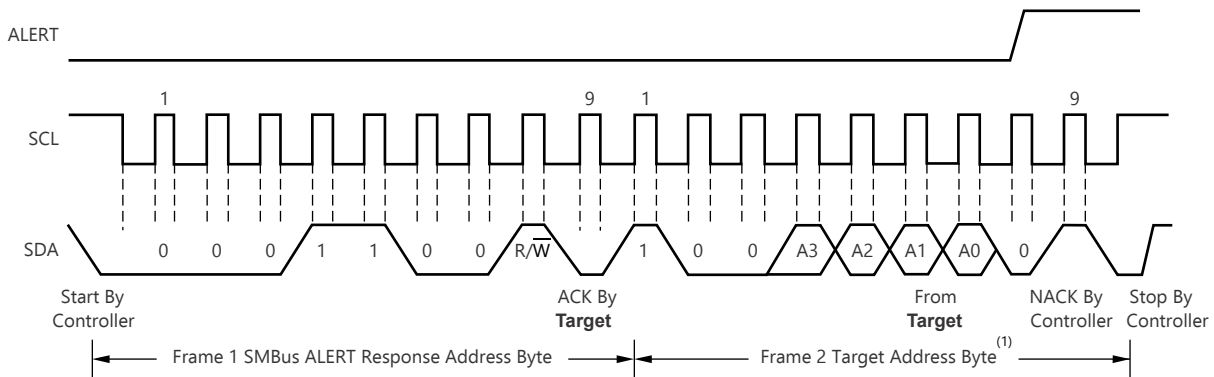 ALERT
1 9 1 9
SCL
SDA 0 0 0 1 1 0 0 R/W̅ 1 0 0 A3 A2 A1 A0 0
Start By ACK By From NACK By Stop By
Controller Target Target Controller Controller
Frame 1 SMBus ALERT Response Address Byte Frame 2 Target Address Byte(1)